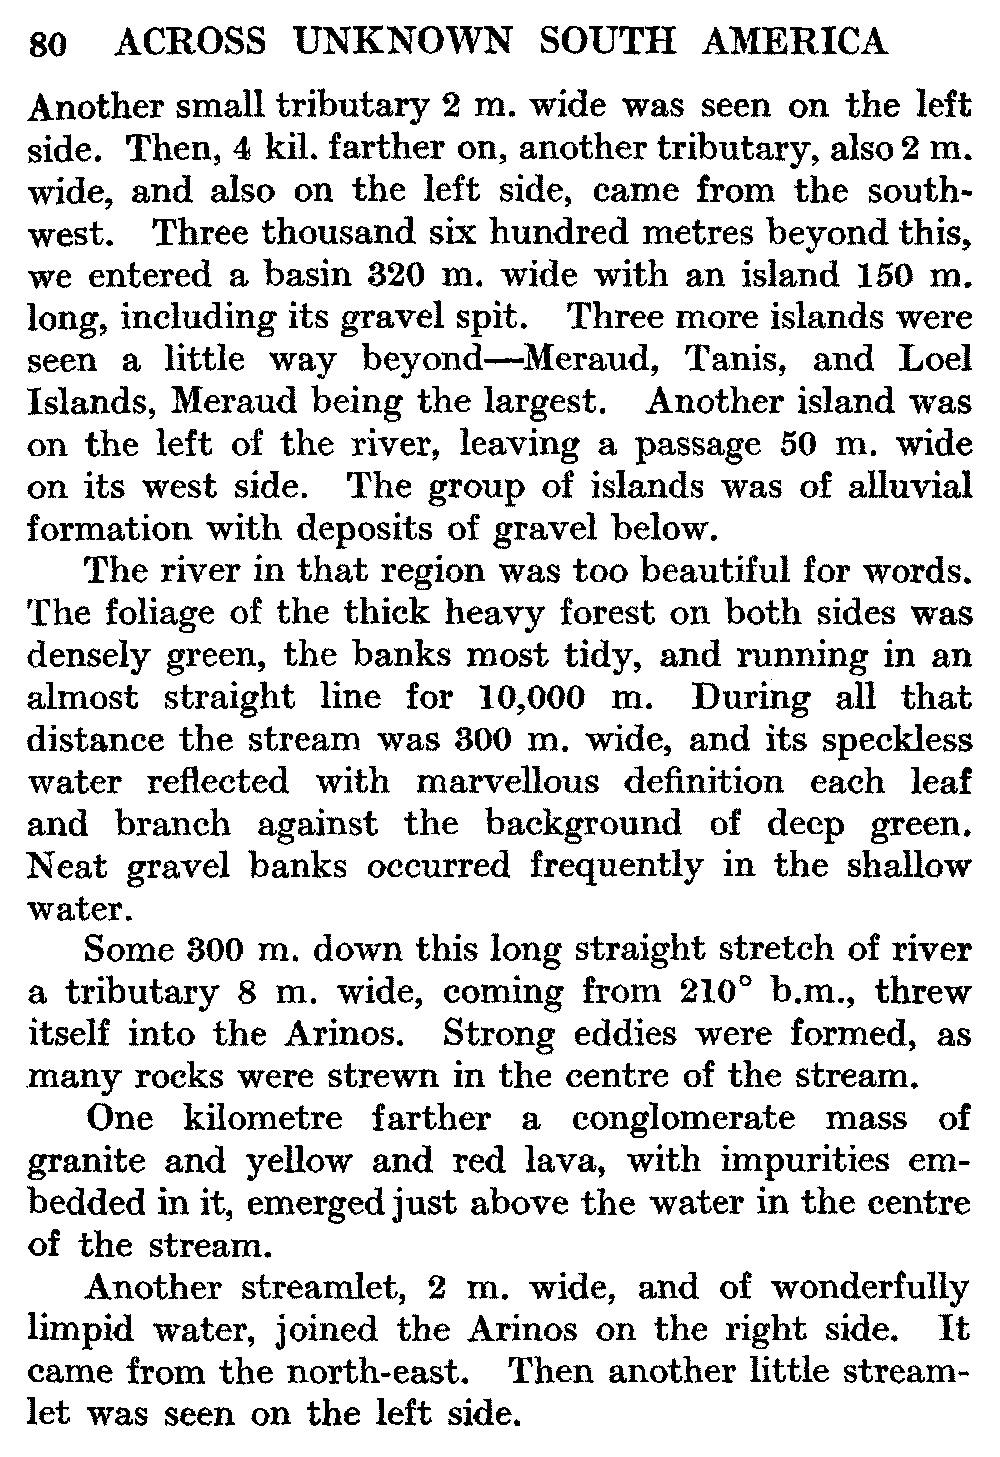 80 ACROSS UNKNOWN SOUTH AMERICA
Another small tributary 2 m. wide was seen on the left
side. Then, 4 kil. farther on, another tributary, also 2 m.
wide, and also on the left side, came from the south-
west. Three thousand six hundred metres beyond this,
we entered a basin 320 m. wide with an island 150 m.
long, including its gravel spit. Three more islands were
seen a little way beyond—Meraud, Tanis, and Loel
Islands, Meraud being the largest. Another island was
on the left of the river, leaving a passage 50 m. wide
on its west side. The group of islands was of alluvial
formation with deposits of gravel below.
The river in that region was too beautiful for words.
The foliage of the thick heavy forest on both sides was
densely green, the banks most tidy, and running in an
almost straight line for 10,000 m. During all that
distance the stream was 300 m. wide, and its speckless
water reflected with marvellous definition each leaf
and branch against the background of deep green.
Neat gravel banks occurred frequently in the shallow
water.
Some 300 m. down this long straight stretch of river
a tributary 8 m. wide, coming from 210° b.m., threw
itself into the Arinos. Strong eddies were formed, as
many rocks were strewn in the centre of the stream.
One kilometre farther a conglomerate mass of
granite and yellow and red lava, with impurities em-
bedded in it, emerged just above the water in the centre
of the stream.
Another streamlet, 2 m. wide, and of wonderfully
limpid water, joined the Arinos on the right side. It
came from the north-east. Then another little stream-
let was seen on the left side.